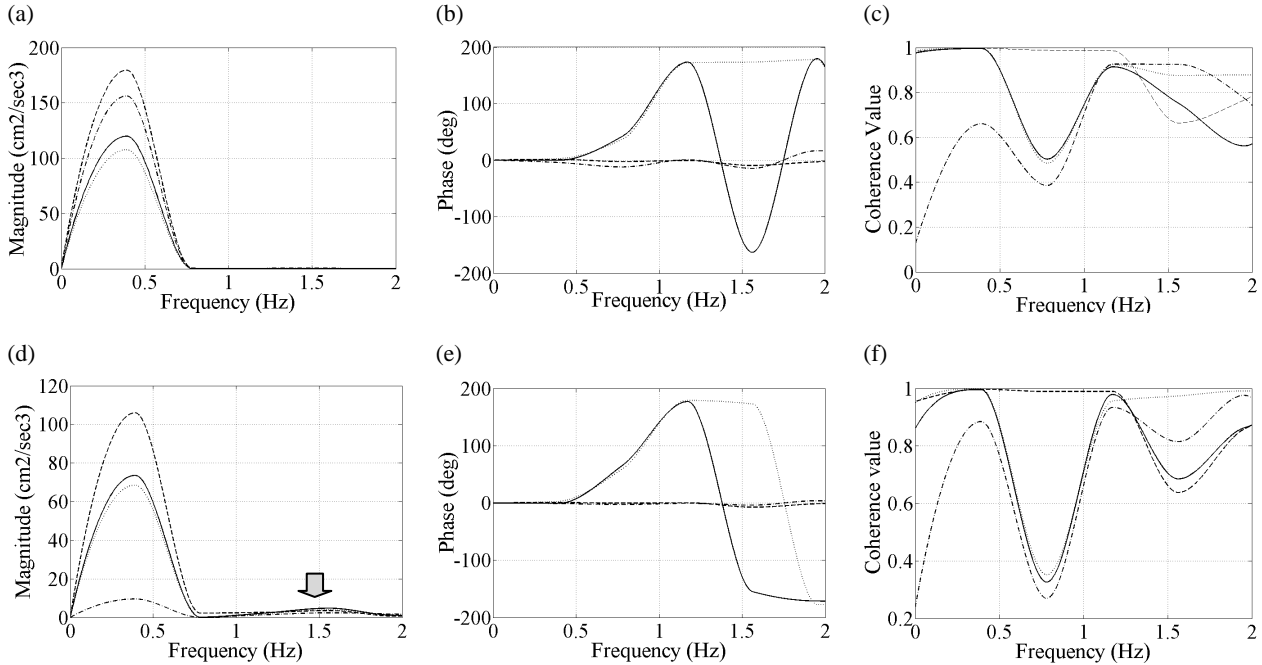 (a)
(b)
(c)
200
150
100
50
0
Magnitude (cm2/sec3)
0 0.5 1 1.5 2
Frequency (Hz)
200
100
0
-100
-200
Phase (deg)
0 0.5 1 1.5 2
Frequency (Hz)
1
0.8
0.6
0.4
0.2
0
Coherence Value
0 0.5 1 1.5 2
Frequency (Hz)
(d)
(e)
(f)
120
100
80
60
40
20
0
Magnitude (cm2/sec3)
0 0.5 1 1.5 2
Frequency (Hz)
200
100
0
-100
-200
Phase (deg)
0 0.5 1 1.5 2
Frequency (Hz)
1
0.8
0.6
0.4
0.2
Coherence value
0 0.5 1 1.5 2
Frequency (Hz)